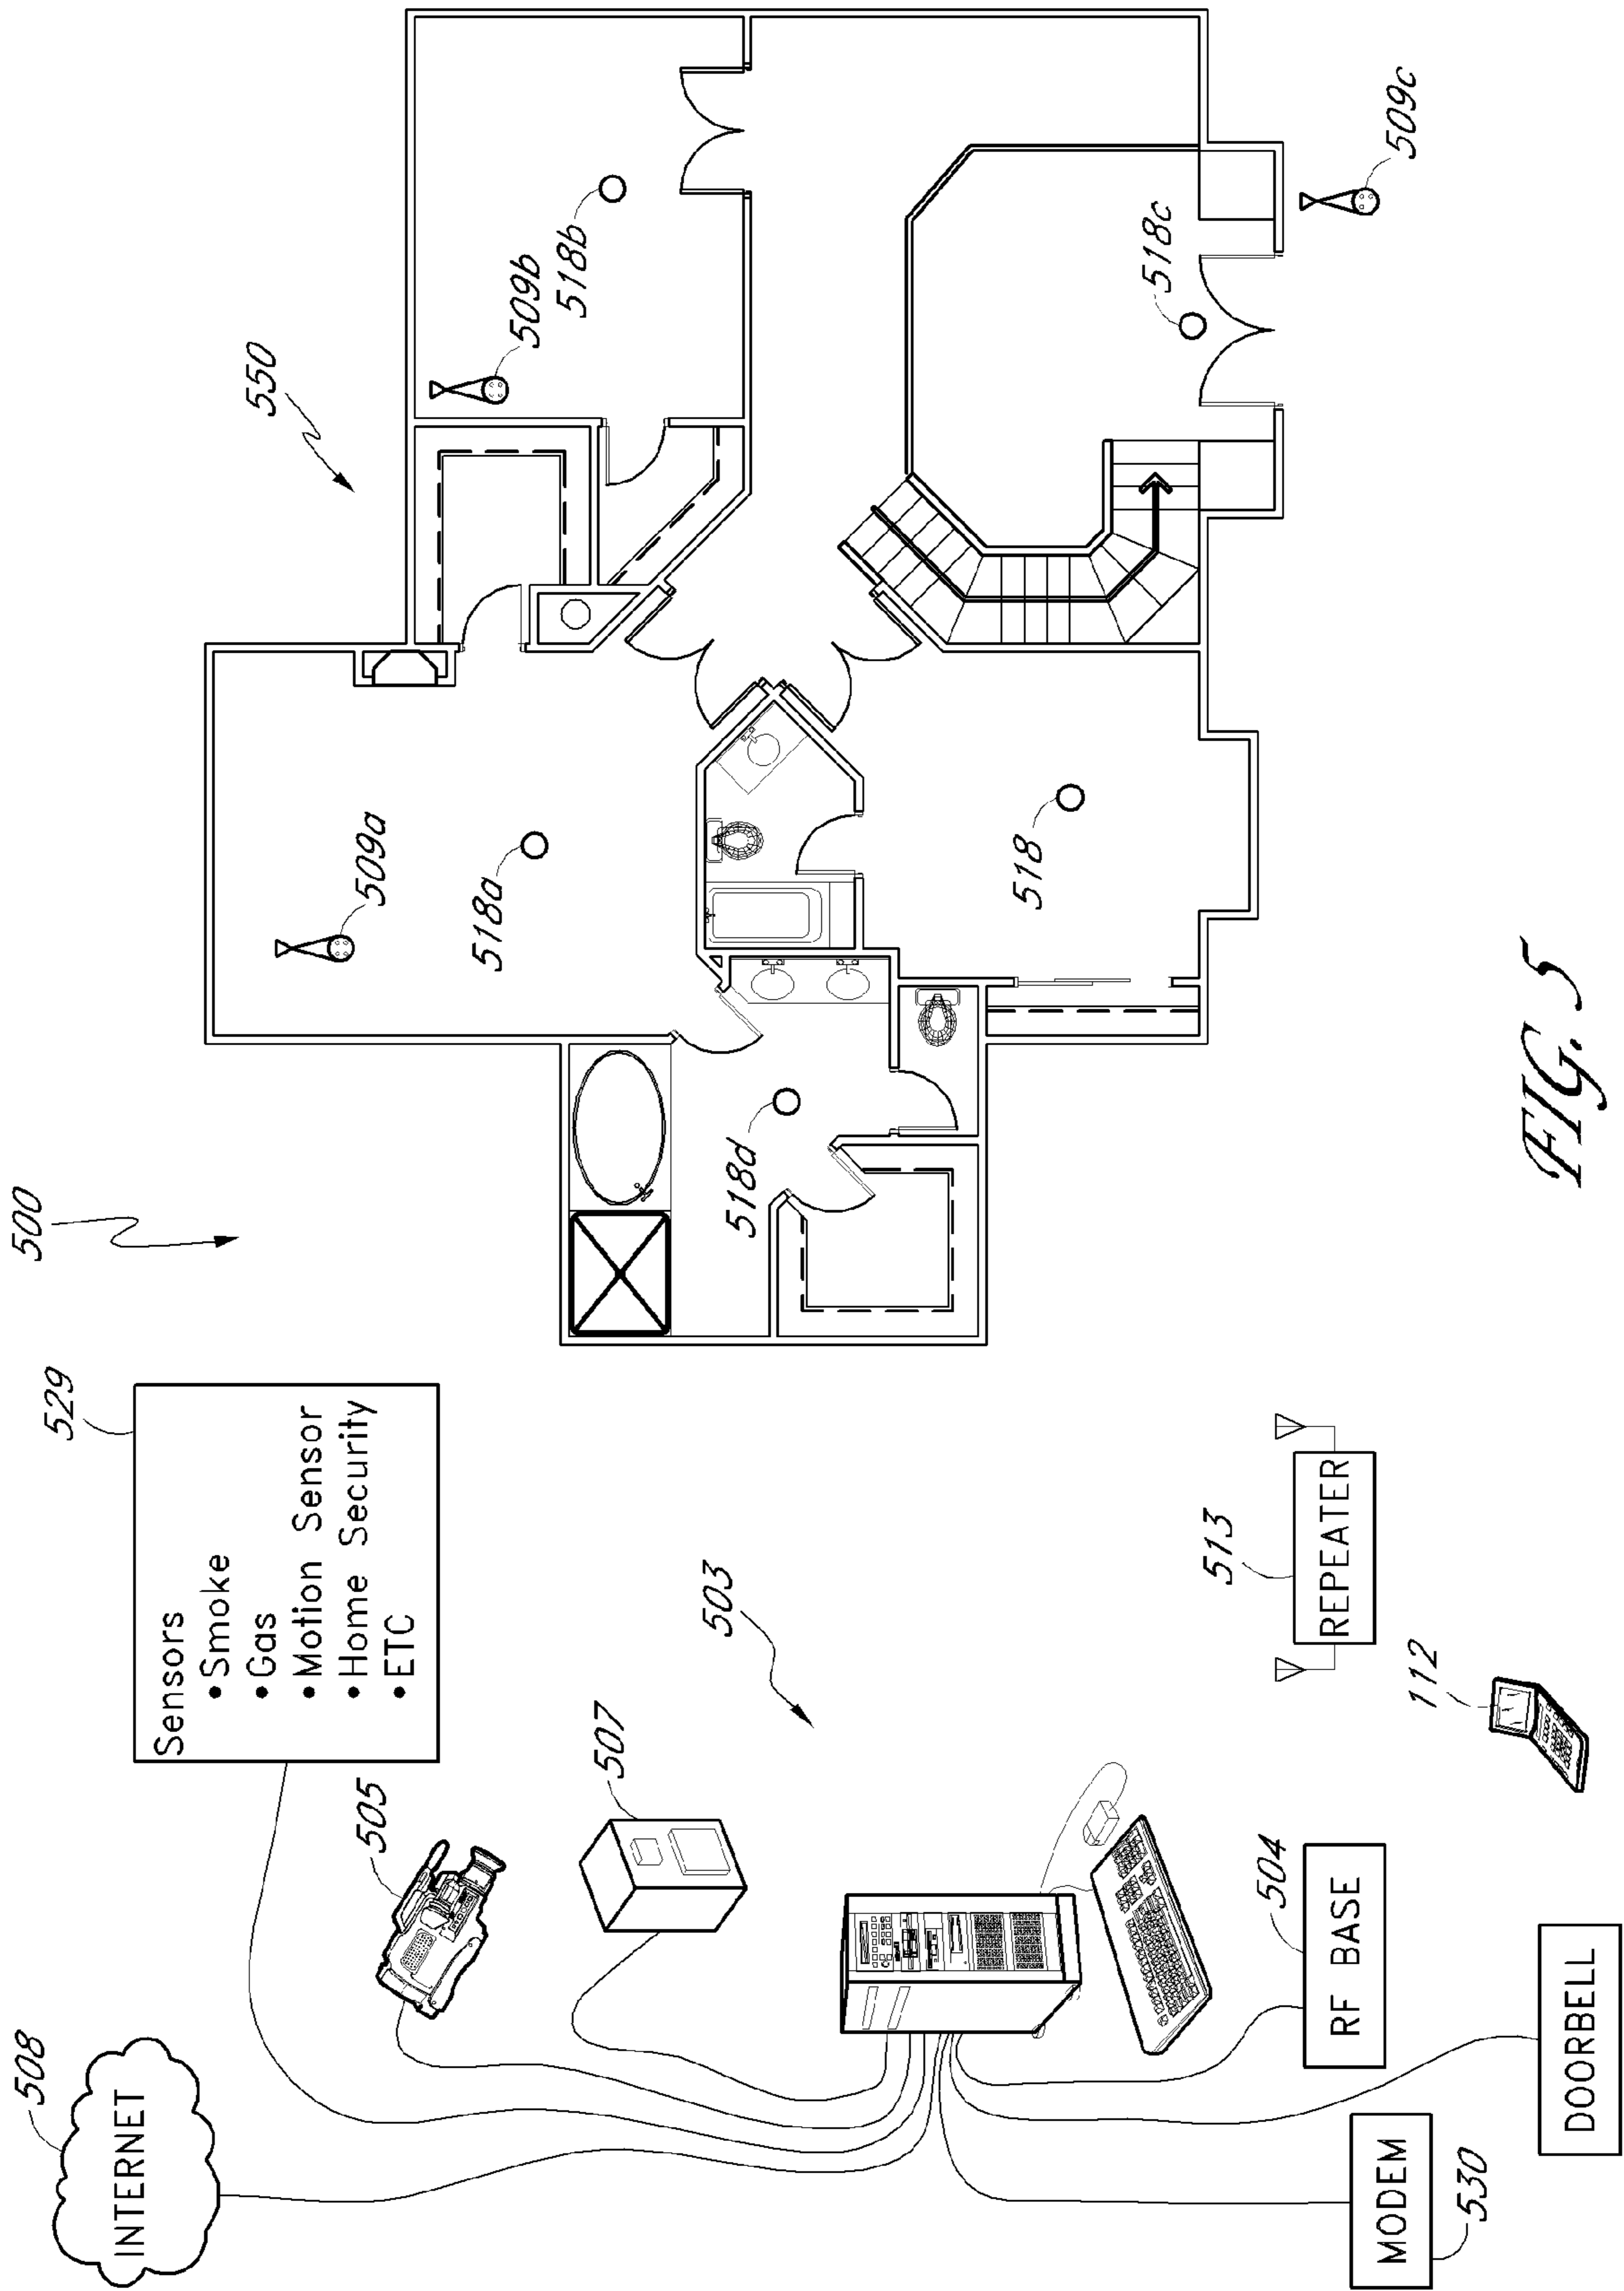 500
550
508
INTERNET
529
Sensors
• Smoke
• Gas
• Motion Sensor
• Home Security
• ETC
505
507
503
509a
518a
509b
518b
518d
518
518c
509c
513
REPEATER
112
504
RF BASE
MODEM
530
DOORBELL
FIG. 5